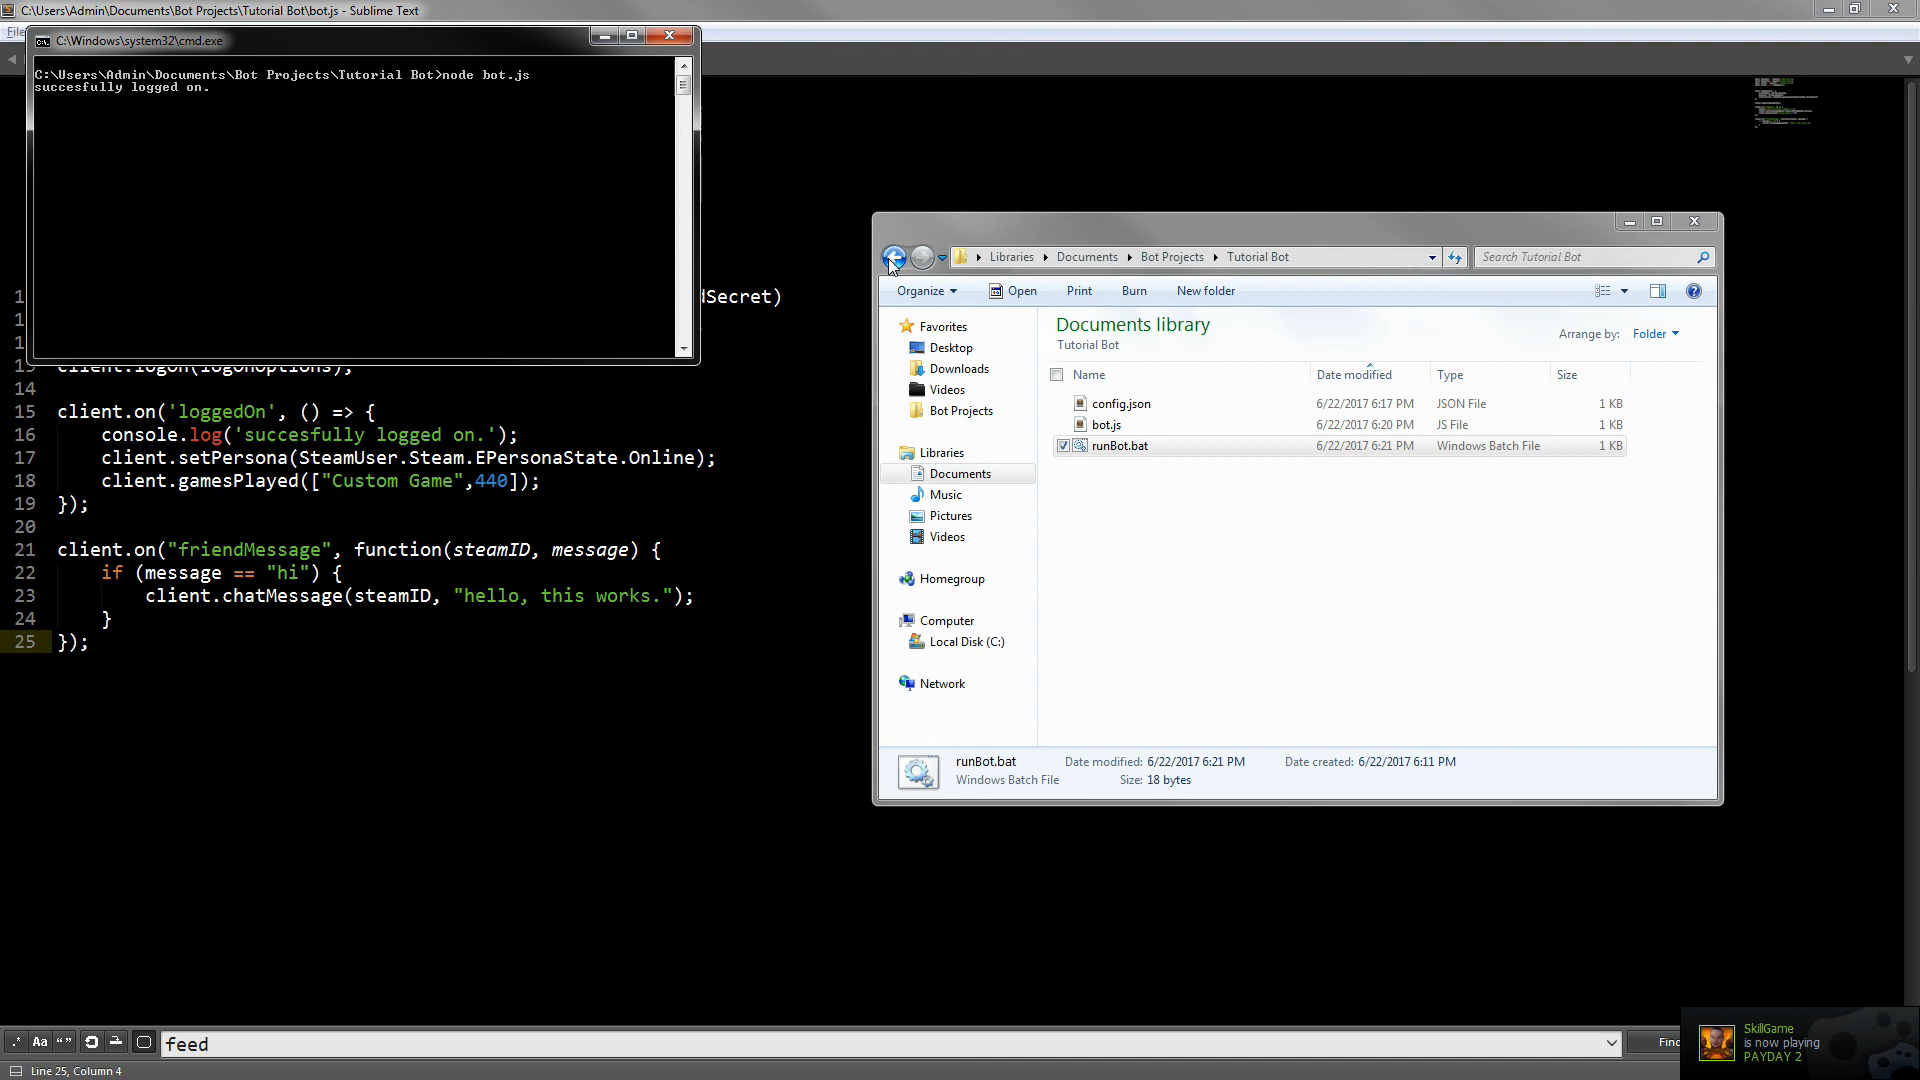 C:\Users\Admin\Documents\Bot Projects\Tutorial Bot\bot.js - Sublime Text
File
C:\Windows\system32\cmd.exe
C:\Users\Admin\Documents\Bot Projects\Tutorial Bot>node bot.js
succesfully logged on.
1
dSecret)
1
1
13 client.logOn(logOnOptions);
14
15 client.on('loggedOn', () => {
16 console.log('succesfully logged on.');
17 client.setPersona(SteamUser.Steam.EPersonaState.Online);
18 client.gamesPlayed(["Custom Game",440]);
19 });
20
21 client.on("friendMessage", function(steamID, message) {
22 if (message == "hi") {
23 client.chatMessage(steamID, "hello, this works.");
24 }
25 });
Libraries Documents Bot Projects Tutorial Bot
Search Tutorial Bot
Organize Open Print Burn New folder
Favorites
Desktop
Downloads
Videos
Bot Projects
Libraries
Documents
Music
Pictures
Videos
Homegroup
Computer
Local Disk (C:)
Network
Documents library
Tutorial Bot
Arrange by: Folder
Name Date modified Type Size
config.json 6/22/2017 6:17 PM JSON File 1 KB
bot.js 6/22/2017 6:20 PM JS File 1 KB
runBot.bat 6/22/2017 6:21 PM Windows Batch File 1 KB
runBot.bat Date modified: 6/22/2017 6:21 PM Date created: 6/22/2017 6:11 PM
Windows Batch File Size: 18 bytes
.* Aa “ ”
feed
Find
Line 25, Column 4
SkillGame
is now playing
PAYDAY 2